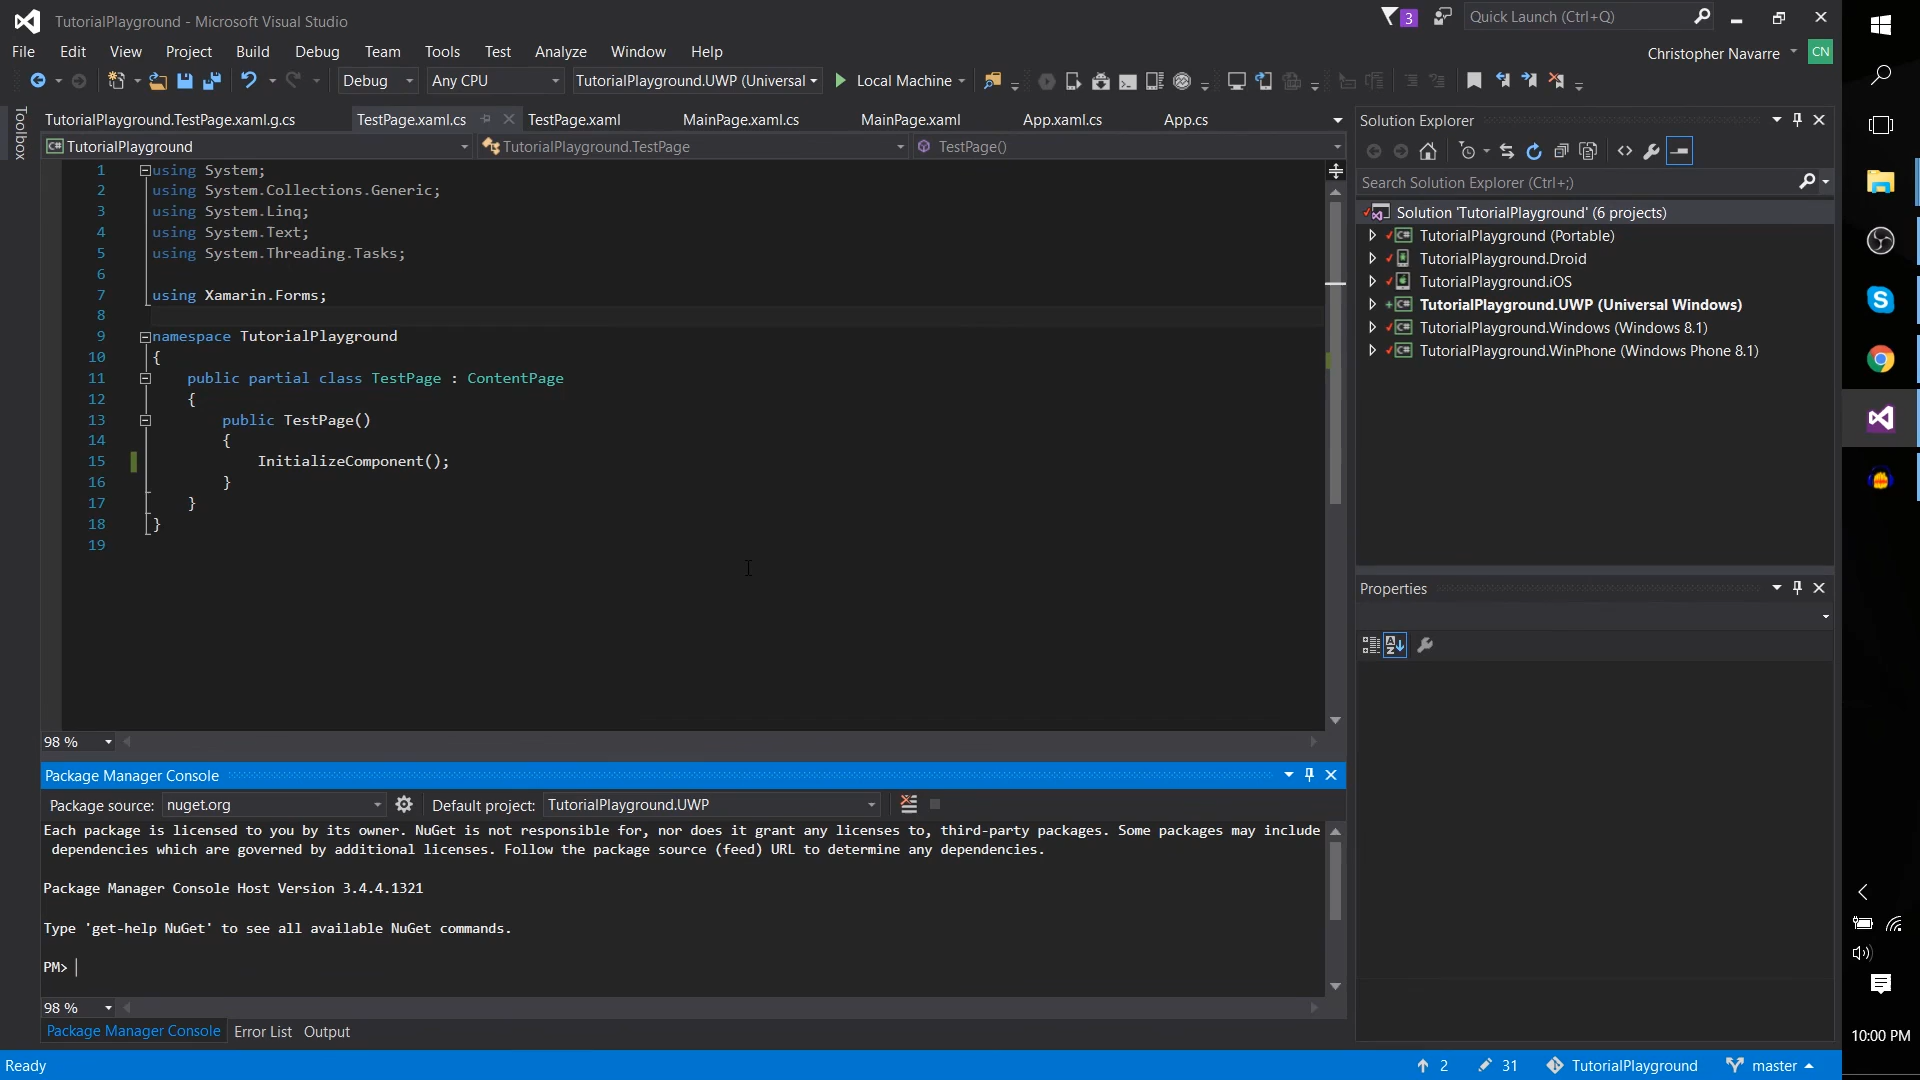 TutorialPlayground - Microsoft Visual Studio
3
Quick Launch (Ctrl+Q)
File Edit View Project Build Debug Team Tools Test Analyze Window Help
Christopher Navarre CN
Debug Any CPU TutorialPlayground.UWP (Universal Local Machine
Toolbox
TutorialPlayground.TestPage.xaml.g.cs TestPage.xaml.cs TestPage.xaml MainPage.xaml.cs MainPage.xaml App.xaml.cs App.cs
C# TutorialPlayground TutorialPlayground.TestPage TestPage()
1 using System;
2 using System.Collections.Generic;
3 using System.Linq;
4 using System.Text;
5 using System.Threading.Tasks;
6
7 using Xamarin.Forms;
8
9 namespace TutorialPlayground
10 {
11 public partial class TestPage : ContentPage
12 {
13 public TestPage()
14 {
15 InitializeComponent();
16 }
17 }
18 }
19
98 %
Package Manager Console
Package source: nuget.org Default project: TutorialPlayground.UWP
Each package is licensed to you by its owner. NuGet is not responsible for, nor does it grant any licenses to, third-party packages. Some packages may include
dependencies which are governed by additional licenses. Follow the package source (feed) URL to determine any dependencies.
Package Manager Console Host Version 3.4.4.1321
Type 'get-help NuGet' to see all available NuGet commands.
PM>
98 %
Package Manager Console Error List Output
Solution Explorer
Search Solution Explorer (Ctrl+;)
Solution 'TutorialPlayground' (6 projects)
C# TutorialPlayground (Portable)
TutorialPlayground.Droid
TutorialPlayground.iOS
C# TutorialPlayground.UWP (Universal Windows)
C# TutorialPlayground.Windows (Windows 8.1)
C# TutorialPlayground.WinPhone (Windows Phone 8.1)
Properties
Ready
2 31 TutorialPlayground master
10:00 PM